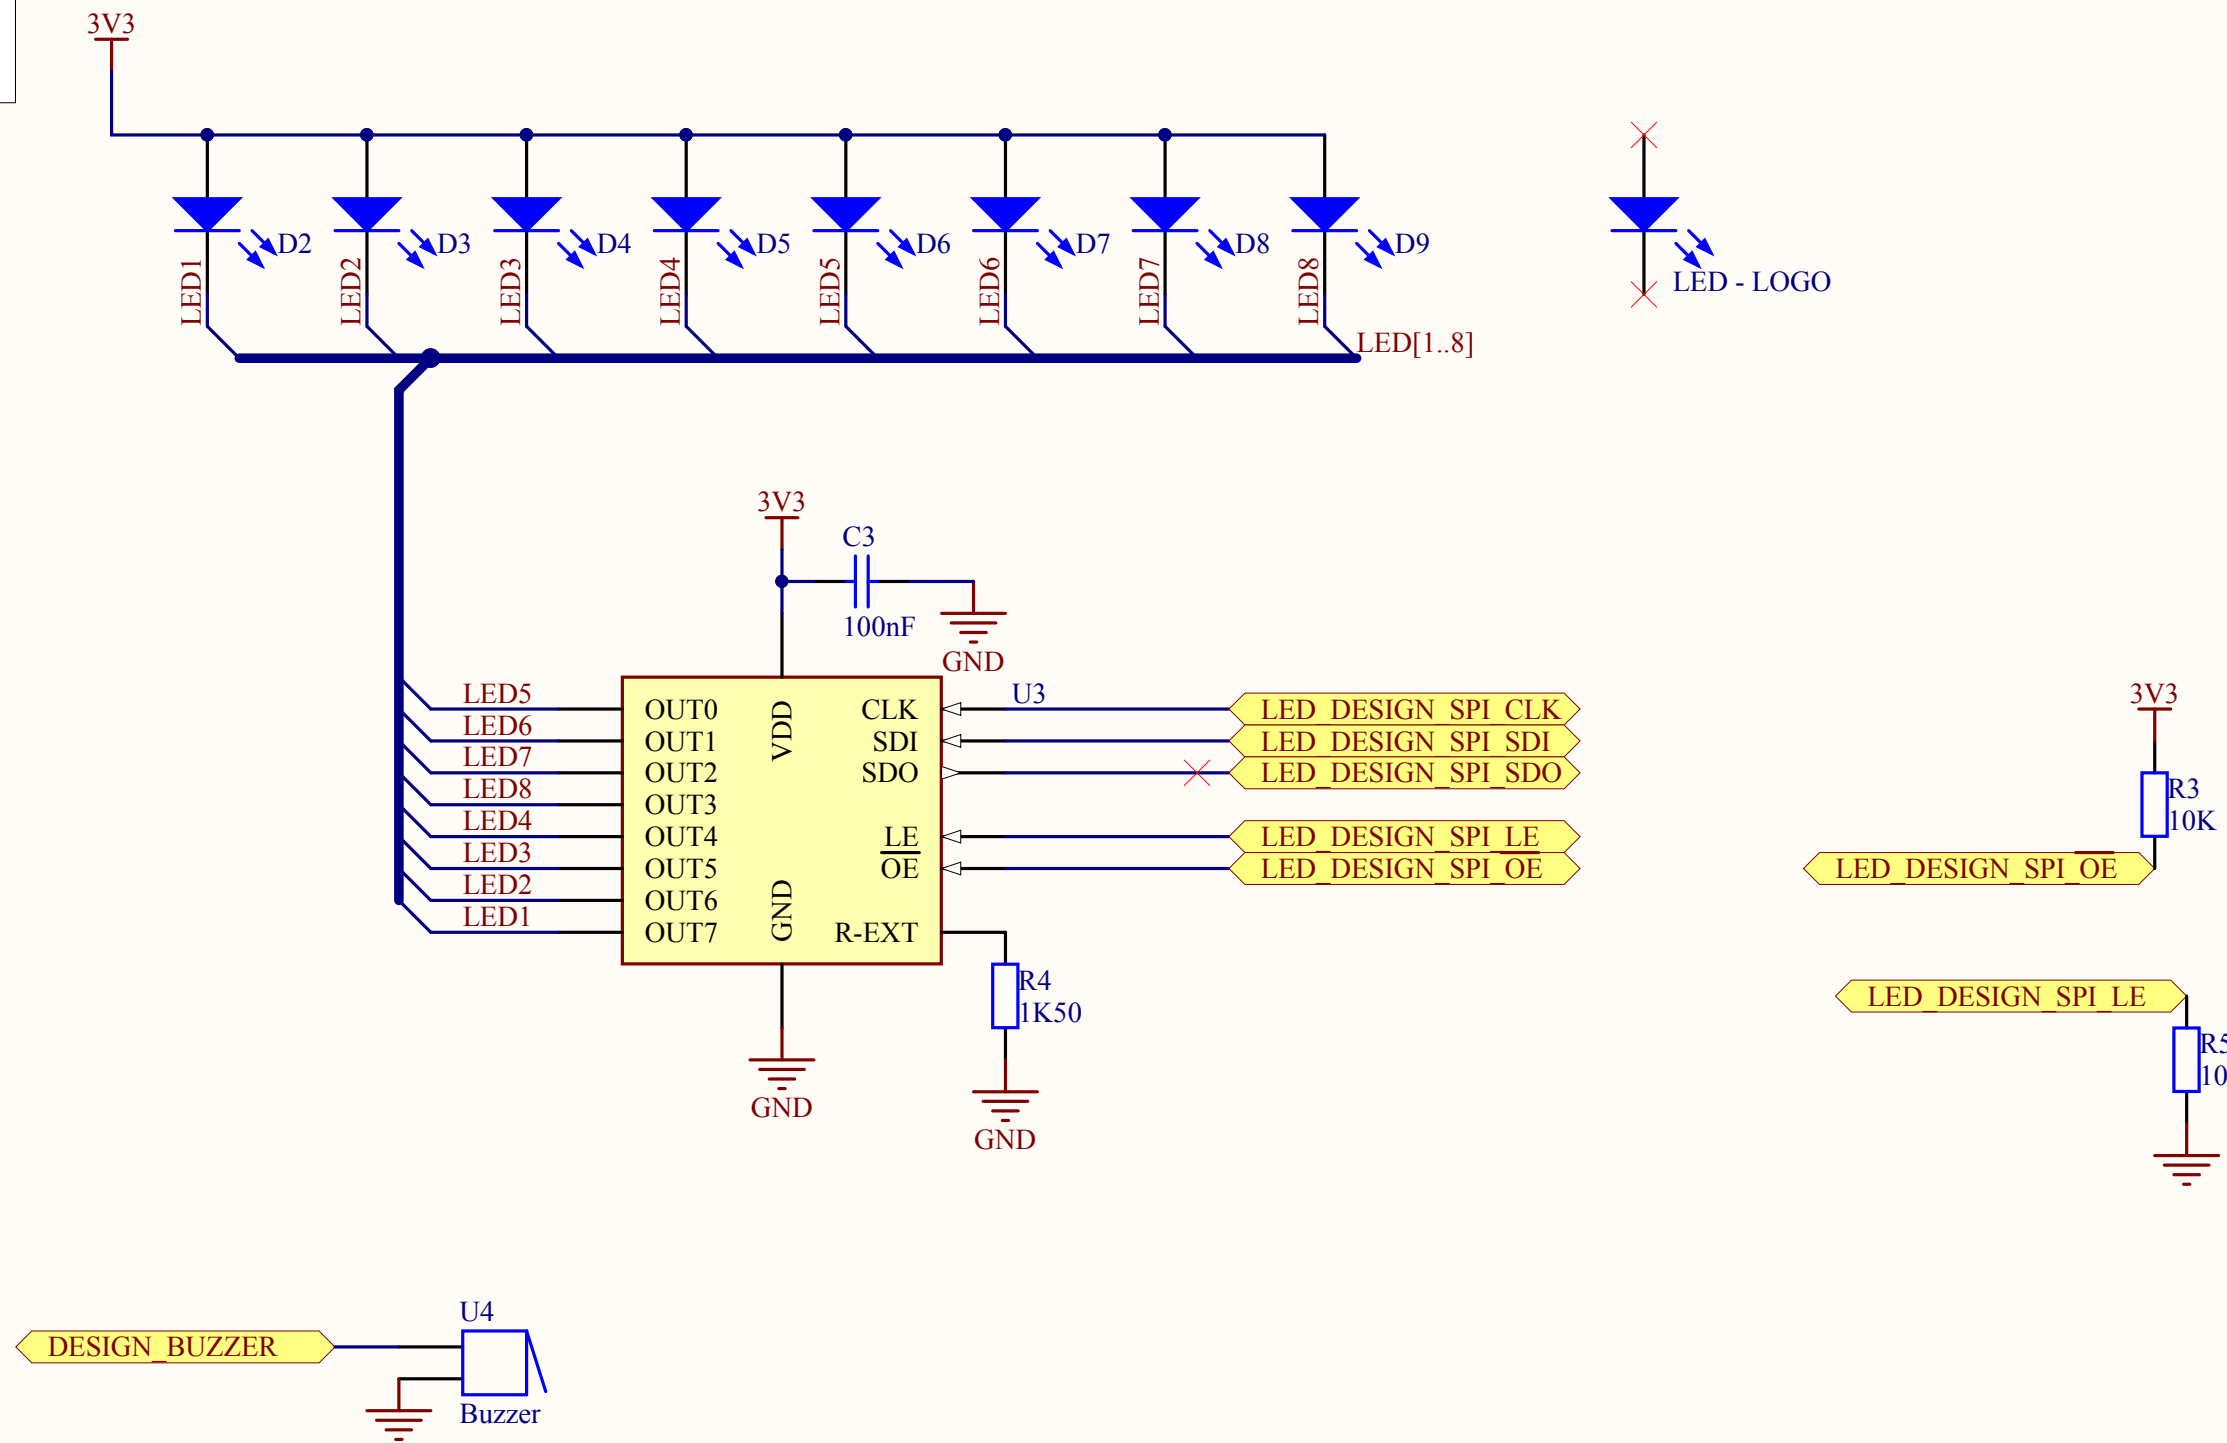 3V3
D2
D3
D4
D5
D6
D7
D8
D9
LED1
LED2
LED3
LED4
LED5
LED6
LED7
LED8
LED - LOGO
LED[1..8]
3V3
C3
100nF
GND
LED5
LED6
LED7
LED8
LED4
LED3
LED2
LED1
OUT0
OUT1
OUT2
OUT3
OUT4
OUT5
OUT6
OUT7
VDD
GND
CLK
SDI
SDO
LE
OE
R-EXT
U3
LED_DESIGN_SPI_CLK
LED_DESIGN_SPI_SDI
LED_DESIGN_SPI_SDO
LED_DESIGN_SPI_LE
LED_DESIGN_SPI_OE
R4
1K50
GND
GND
3V3
R3
10K
LED_DESIGN_SPI_OE
LED_DESIGN_SPI_LE
R5
10
U4
DESIGN_BUZZER
Buzzer